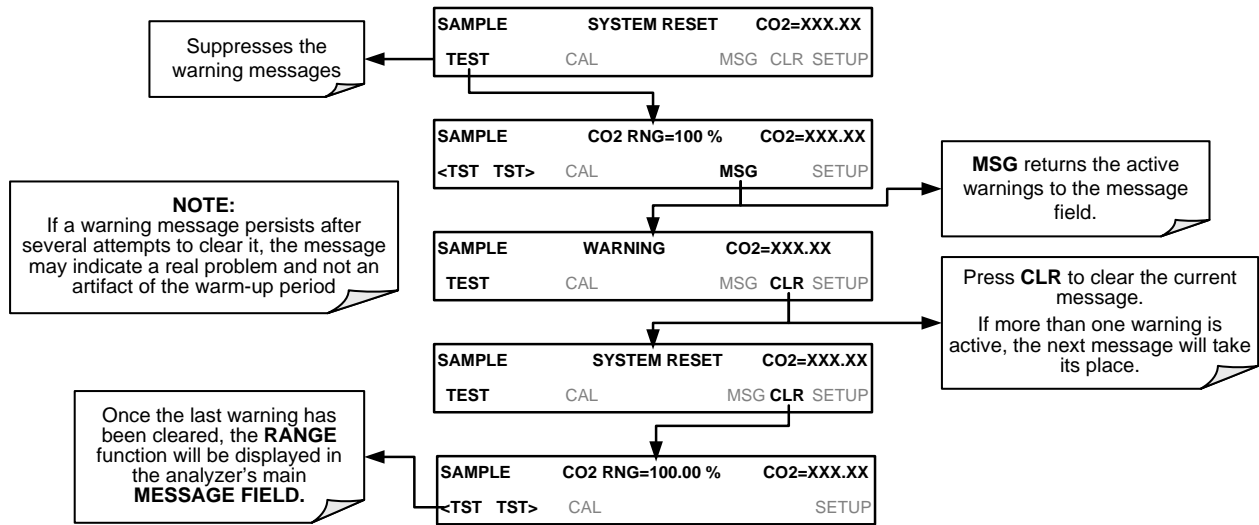 Suppresses the
warning messages
SAMPLE SYSTEM RESET CO2=XXX.XX
TEST CAL MSG CLR SETUP
SAMPLE CO2 RNG=100 % CO2=XXX.XX
<TST TST> CAL MSG SETUP
MSG returns the active
warnings to the message
field.
NOTE:
If a warning message persists after
several attempts to clear it, the message
may indicate a real problem and not an
artifact of the warm-up period
SAMPLE WARNING CO2=XXX.XX
TEST CAL MSG CLR SETUP
Press CLR to clear the current
message.
If more than one warning is
active, the next message will take
its place.
SAMPLE SYSTEM RESET CO2=XXX.XX
TEST CAL MSG CLR SETUP
Once the last warning has
been cleared, the RANGE
function will be displayed in
the analyzer's main
MESSAGE FIELD.
SAMPLE CO2 RNG=100.00 % CO2=XXX.XX
<TST TST> CAL SETUP